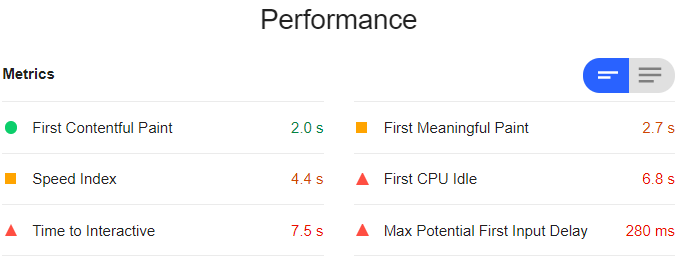 Performance
Metrics
First Contentful Paint 2.0 s
First Meaningful Paint 2.7 s
Speed Index 4.4 s
First CPU Idle 6.8 s
Time to Interactive 7.5 s
Max Potential First Input Delay 280 ms